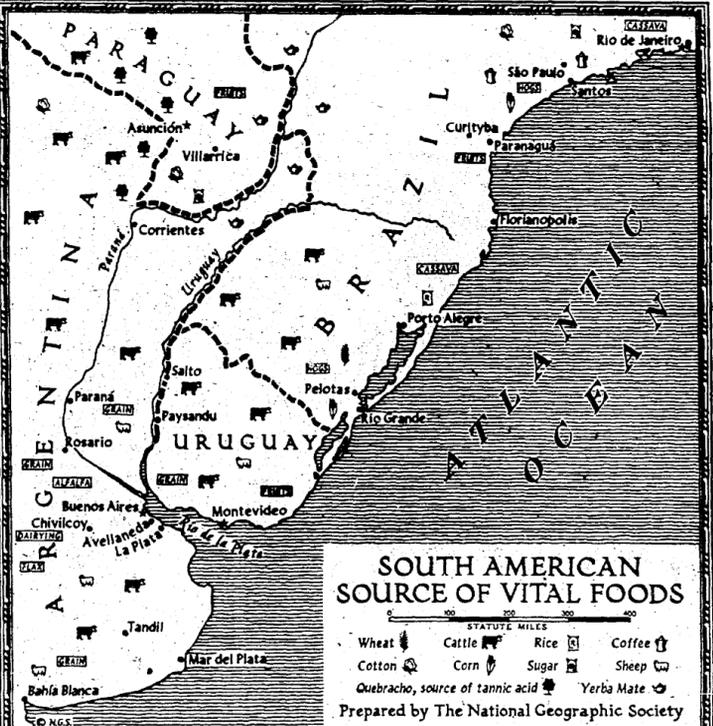 CASSAVA
Rio de Janeiro
PARAGUAY
São Paulo
Santos
HOGS
FRUITS
Asunción
Villarrica
Curityba
Paranaguá
FRUITS
BRAZIL
Florianopolis
Corrientes
Paraná
Uruguay
CASSAVA
Porto Alegre
ATLANTIC
OCEAN
ARGENTINA
Salto
HOGS
Pelotas
Paraná
GRAIN
Paysandu
Rio Grande
Rosario
URUGUAY
GRAIN
ALFALFA
GRAIN
FRUITS
Buenos Aires
Montevideo
Chivilcoy
Avellaneda
La Plata
Rio de la Plata
DAIRYING
FLAX
Tandil
GRAIN
Mar del Plata
Bahía Blanca
© N.G.S.
SOUTH AMERICAN
SOURCE OF VITAL FOODS
0 100 200 300 400
STATUTE MILES
Wheat Cattle Rice Coffee
Cotton Corn Sugar Sheep
Quebracho, source of tannic acid Yerba Mate
Prepared by The National Geographic Society